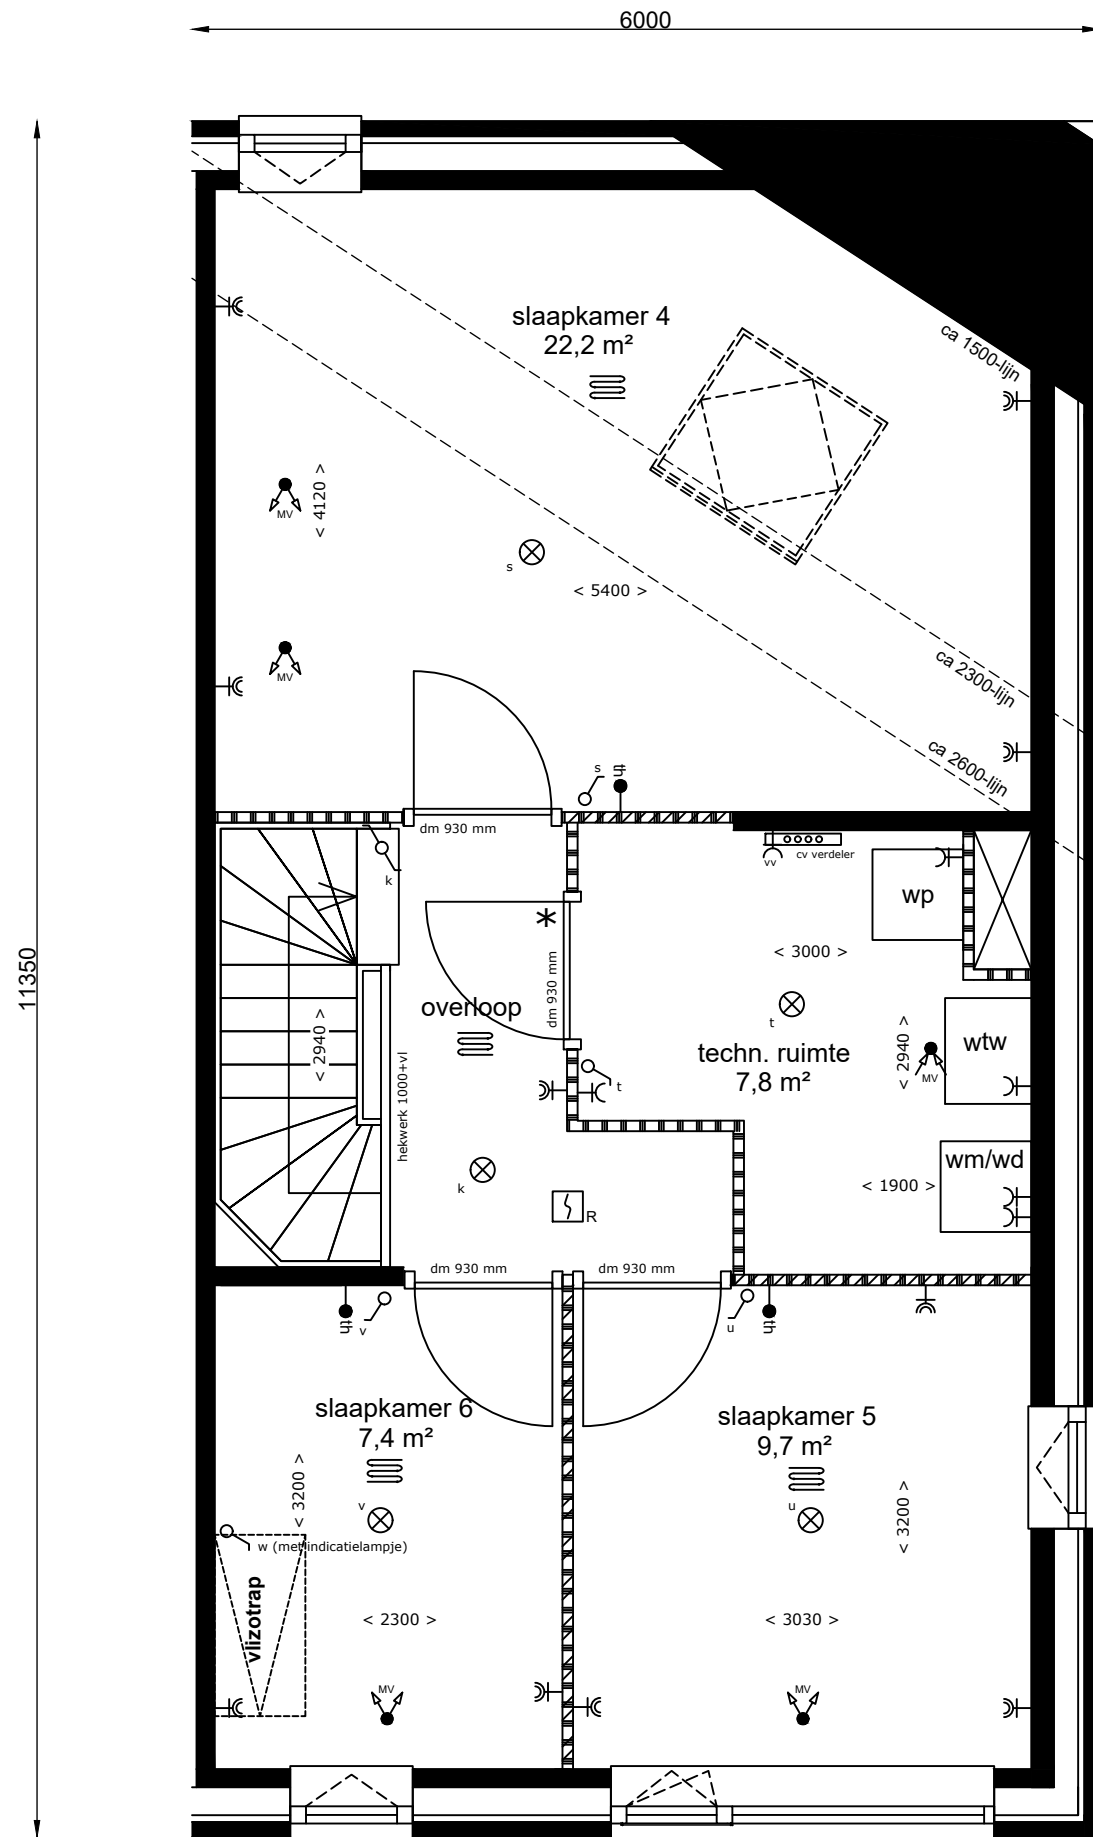 6000
11350
slaapkamer 4
22,2 m²
ca 1500-lijn
< 4120 >
MV
s
< 5400 >
MV
ca 2300-lijn
ca 2600-lijn
s
th
dm 930 mm
k
vv
cv verdeler
wp
*
< 3000 >
dm 930 mm
overloop
t
techn. ruimte
7,8 m²
< 2940 >
< 2940 >
wtw
MV
t
hekwerk 1000+vl
wm/wd
< 1900 >
k
R
dm 930 mm
dm 930 mm
th
v
u
th
slaapkamer 6
7,4 m²
slaapkamer 5
9,7 m²
< 3200 >
v
u
< 3200 >
w (met indicatielampje)
vlizotrap
< 2300 >
< 3030 >
MV
MV